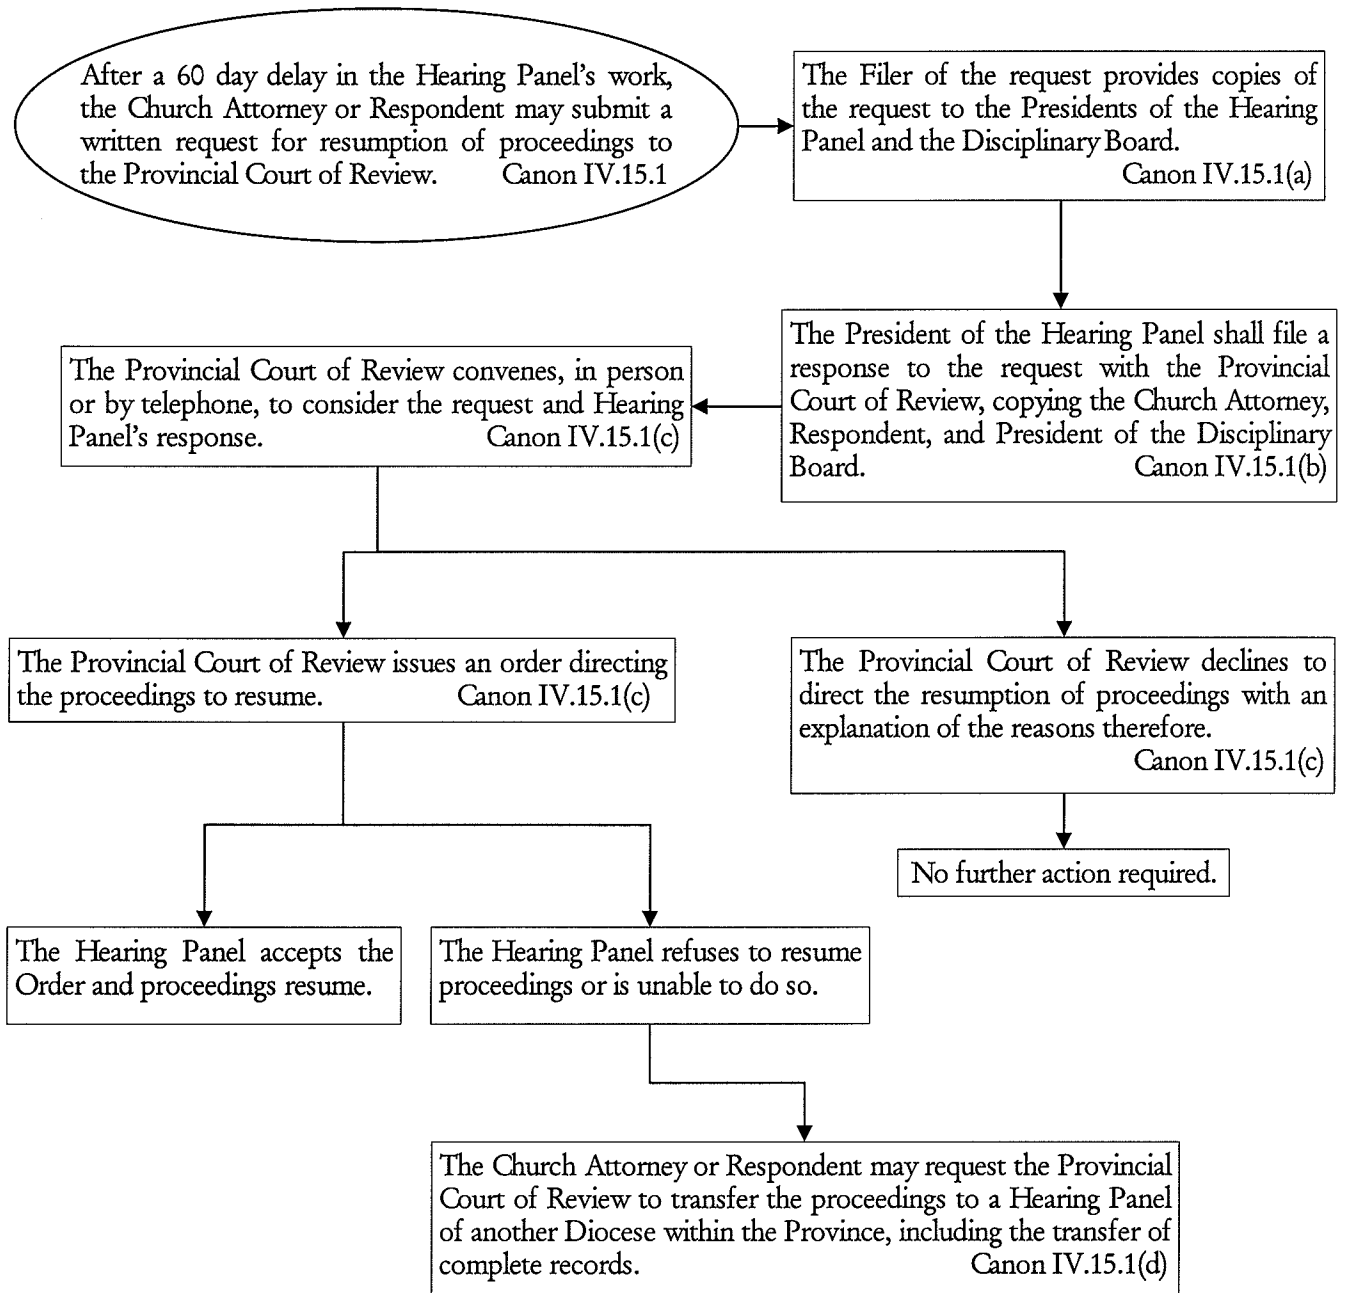 After a 60 day delay in the Hearing Panel's work,
the Church Attorney or Respondent may submit a
written request for resumption of proceedings to
the Provincial Court of Review. Canon IV.15.1
The Filer of the request provides copies of
the request to the Presidents of the Hearing
Panel and the Disciplinary Board.
Canon IV.15.1(a)
The President of the Hearing Panel shall file a
response to the request with the Provincial
Court of Review, copying the Church Attorney,
Respondent, and President of the Disciplinary
Board. Canon IV.15.1(b)
The Provincial Court of Review convenes, in person
or by telephone, to consider the request and Hearing
Panel's response. Canon IV.15.1(c)
The Provincial Court of Review issues an order directing
the proceedings to resume. Canon IV.15.1(c)
The Provincial Court of Review declines to
direct the resumption of proceedings with an
explanation of the reasons therefore.
Canon IV.15.1(c)
No further action required.
The Hearing Panel accepts the
Order and proceedings resume.
The Hearing Panel refuses to resume
proceedings or is unable to do so.
The Church Attorney or Respondent may request the Provincial
Court of Review to transfer the proceedings to a Hearing Panel
of another Diocese within the Province, including the transfer of
complete records. Canon IV.15.1(d)